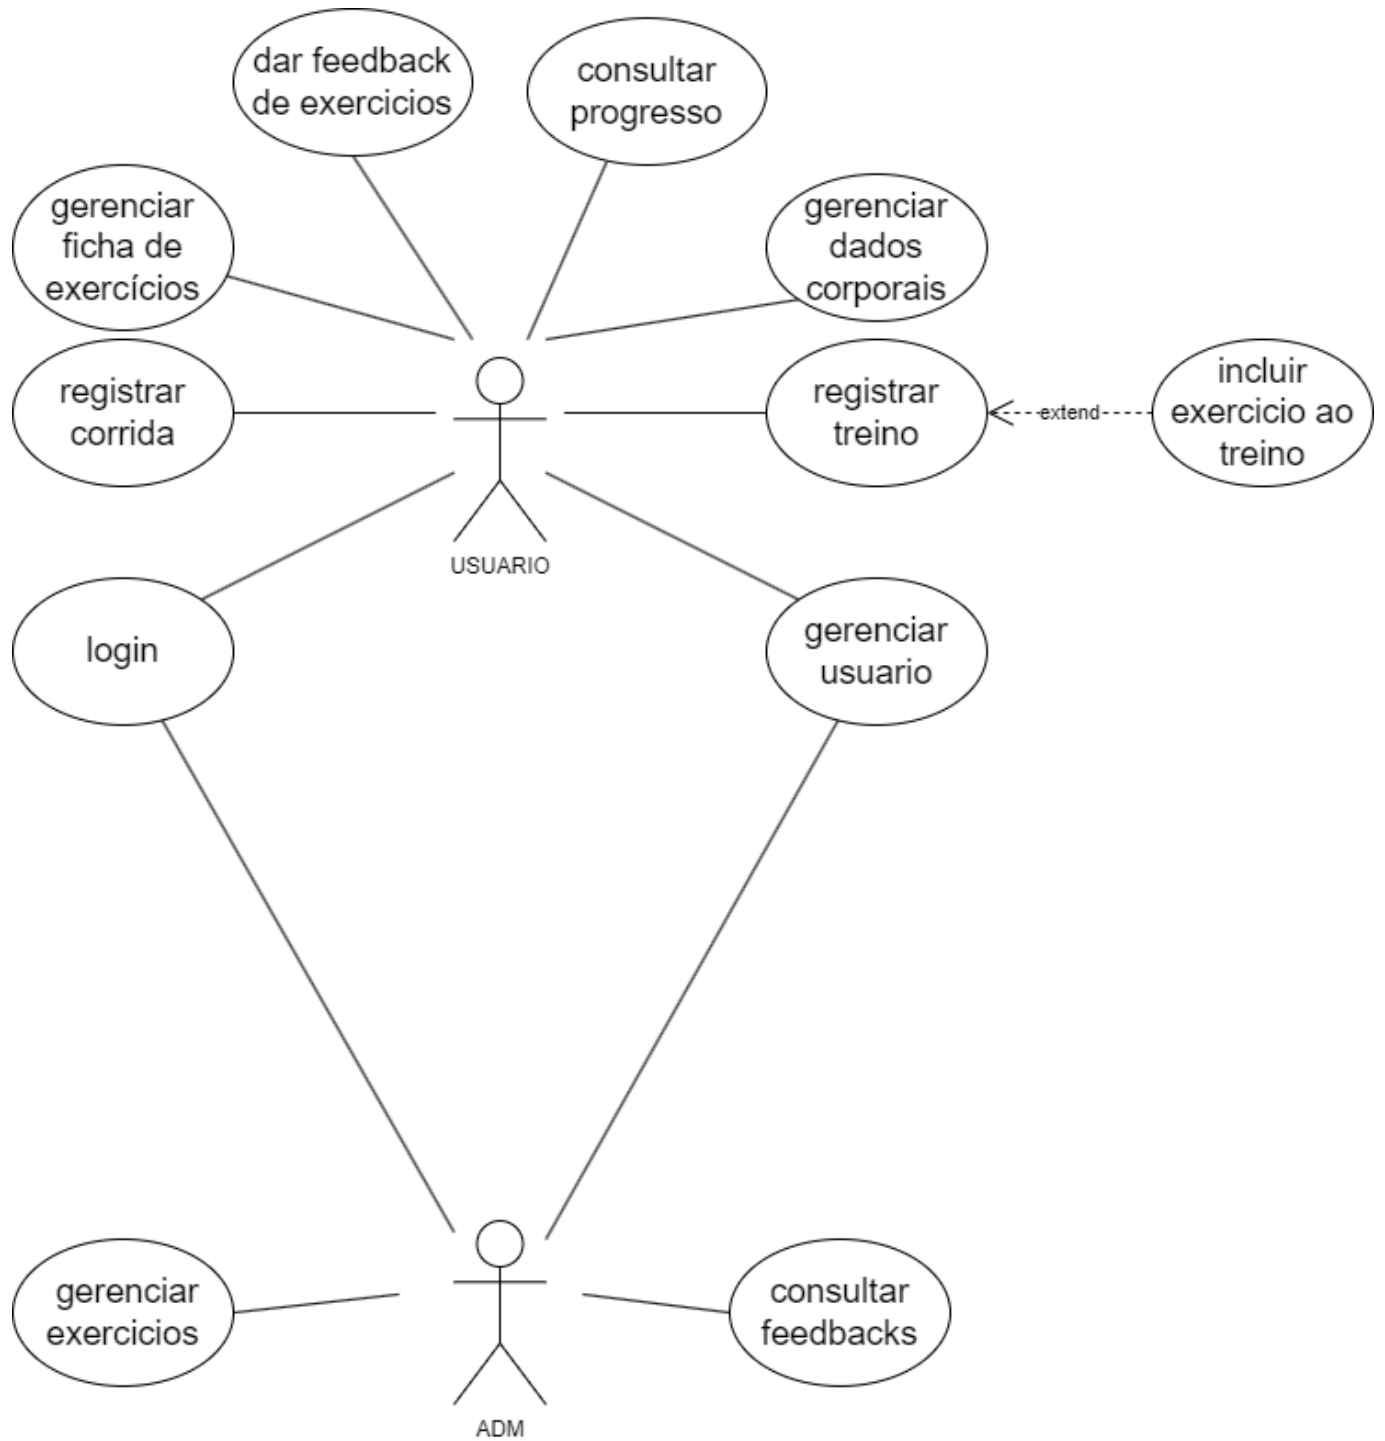 dar feedback
de exercicios
consultar
progresso
gerenciar
ficha de
exercícios
gerenciar
dados
corporais
registrar
corrida
registrar
treino
extend
incluir
exercicio ao
treino
USUARIO
login
gerenciar
usuario
gerenciar
exercicios
consultar
feedbacks
ADM